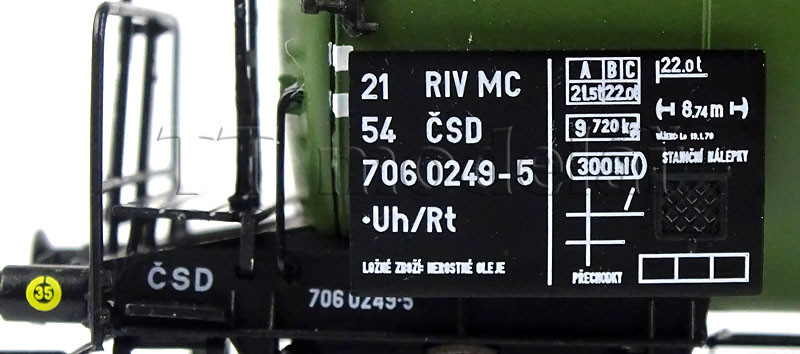 21 RIV MC
54 ČSD
706 0249-5
·Uh/Rt
LOŽNÉ ZBOŽÍ: NEROSTNÉ OLEJE
A B C
21.5t 22.0t
9 720 kg
300 hl
PŘECHODKY
22.0 t
8.74 m
STANIČNÍ NÁLEPKY
35
ČSD
706 0249-5